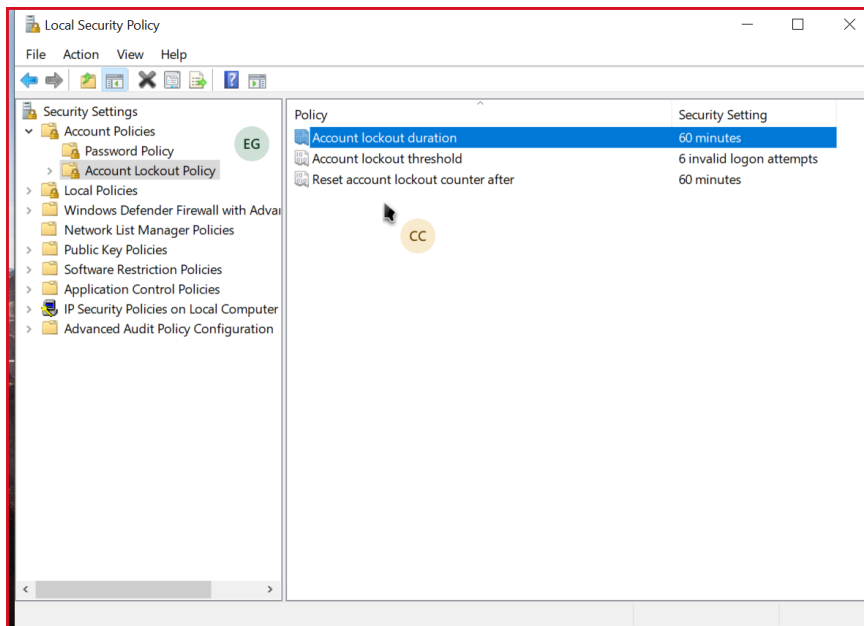 Local Security Policy
File Action View Help
Security Settings
Account Policies
Password Policy
Account Lockout Policy
Local Policies
Windows Defender Firewall with Advai
Network List Manager Policies
Public Key Policies
Software Restriction Policies
Application Control Policies
IP Security Policies on Local Computer
Advanced Audit Policy Configuration
EG
Policy Security Setting
Account lockout duration 60 minutes
Account lockout threshold 6 invalid logon attempts
Reset account lockout counter after 60 minutes
CC